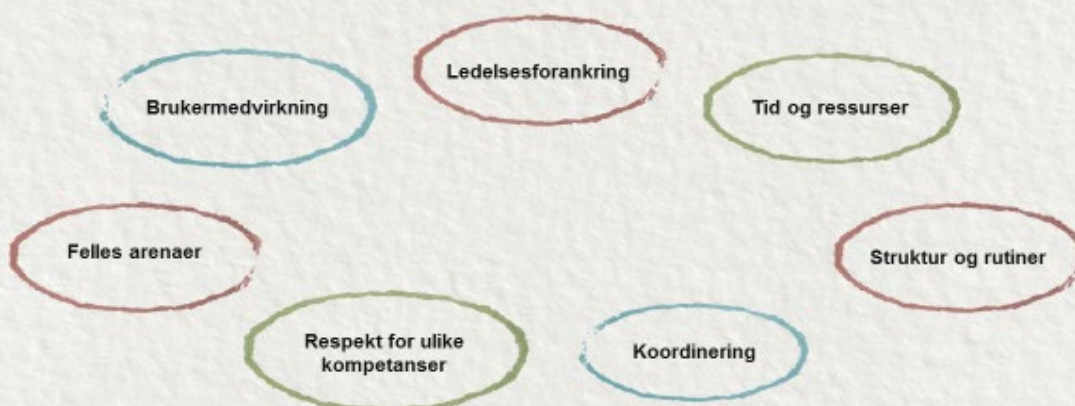 Ledelsesforankring
Brukermedvirkning
Tid og ressurser
Felles arenaer
Struktur og rutiner
Respekt for ulike
kompetanser
Koordinering